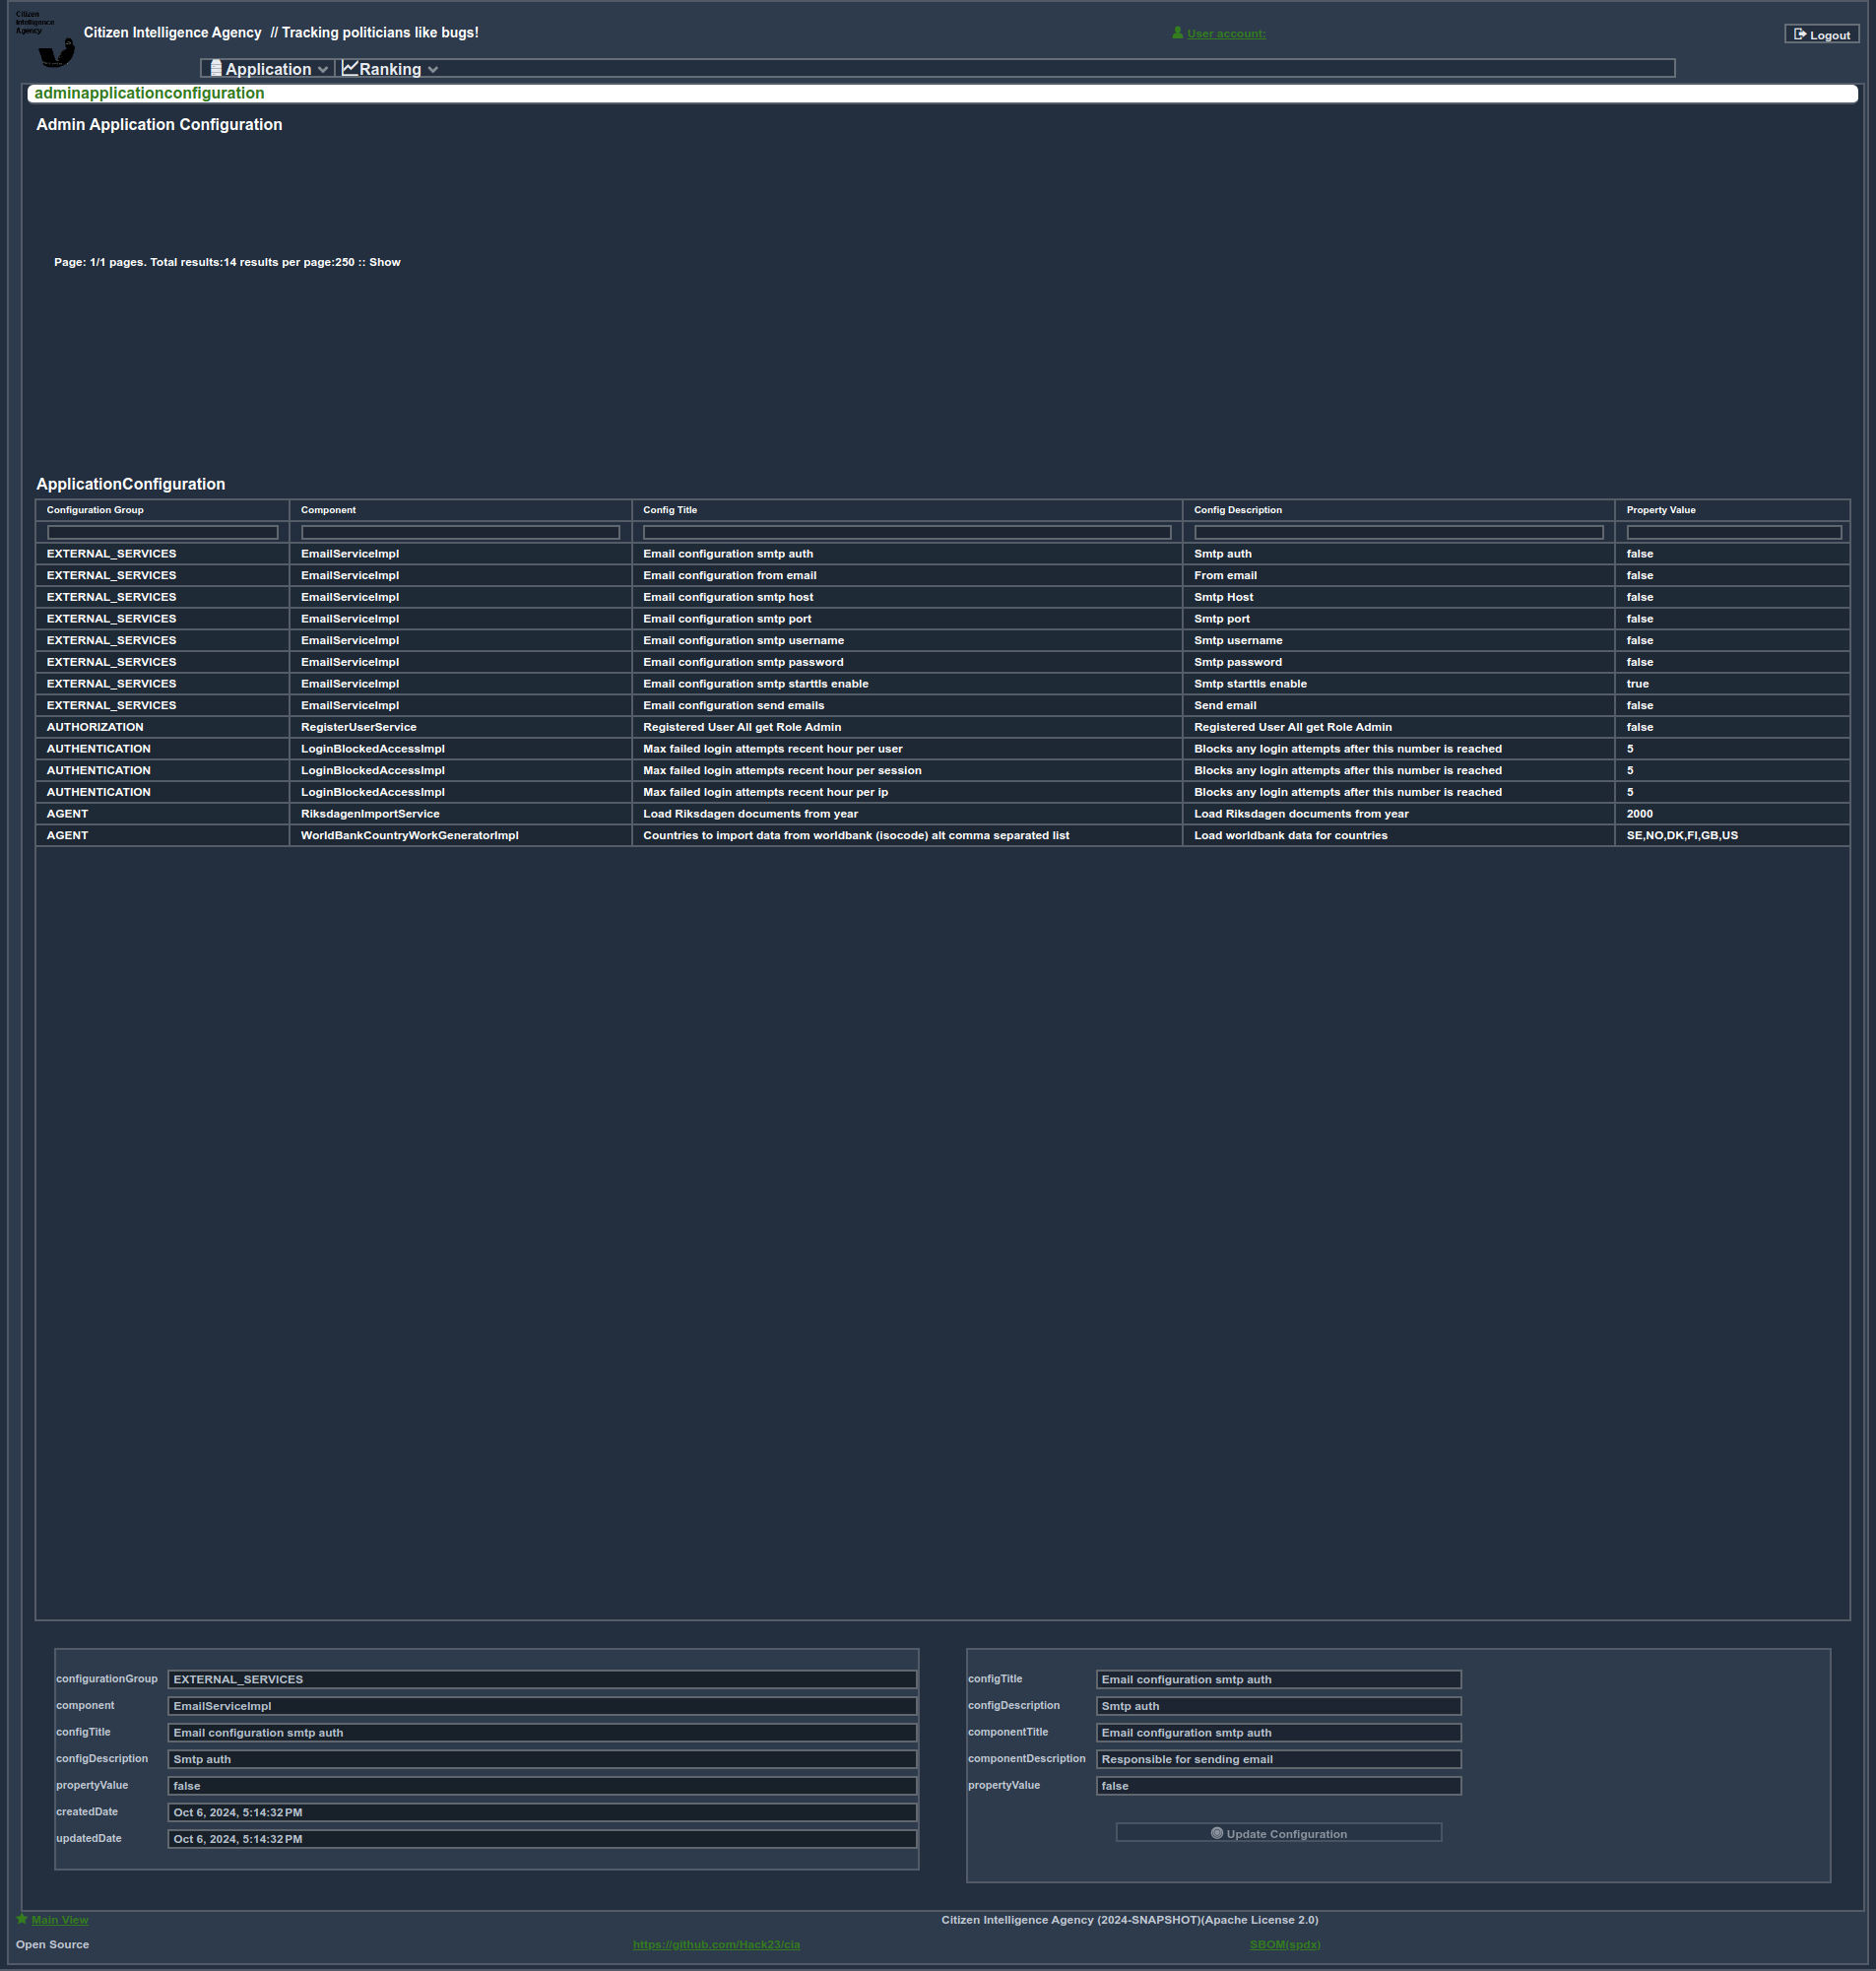 Citizen
Intelligence
Agency
Citizen Intelligence Agency // Tracking politicians like bugs!
User account:
Logout
Application Ranking
adminapplicationconfiguration
Admin Application Configuration
Page: 1/1 pages. Total results:14 results per page:250 :: Show
ApplicationConfiguration
Configuration Group Component Config Title Config Description Property Value
EXTERNAL_SERVICES EmailServiceImpl Email configuration smtp auth Smtp auth false
EXTERNAL_SERVICES EmailServiceImpl Email configuration from email From email false
EXTERNAL_SERVICES EmailServiceImpl Email configuration smtp host Smtp Host false
EXTERNAL_SERVICES EmailServiceImpl Email configuration smtp port Smtp port false
EXTERNAL_SERVICES EmailServiceImpl Email configuration smtp username Smtp username false
EXTERNAL_SERVICES EmailServiceImpl Email configuration smtp password Smtp password false
EXTERNAL_SERVICES EmailServiceImpl Email configuration smtp starttls enable Smtp starttls enable true
EXTERNAL_SERVICES EmailServiceImpl Email configuration send emails Send email false
AUTHORIZATION RegisterUserService Registered User All get Role Admin Registered User All get Role Admin false
AUTHENTICATION LoginBlockedAccessImpl Max failed login attempts recent hour per user Blocks any login attempts after this number is reached 5
AUTHENTICATION LoginBlockedAccessImpl Max failed login attempts recent hour per session Blocks any login attempts after this number is reached 5
AUTHENTICATION LoginBlockedAccessImpl Max failed login attempts recent hour per ip Blocks any login attempts after this number is reached 5
AGENT RiksdagenImportService Load Riksdagen documents from year Load Riksdagen documents from year 2000
AGENT WorldBankCountryWorkGeneratorImpl Countries to import data from worldbank (isocode) alt comma separated list Load worldbank data for countries SE,NO,DK,FI,GB,US
configurationGroup EXTERNAL_SERVICES
component EmailServiceImpl
configTitle Email configuration smtp auth
configDescription Smtp auth
propertyValue false
createdDate Oct 6, 2024, 5:14:32 PM
updatedDate Oct 6, 2024, 5:14:32 PM
configTitle Email configuration smtp auth
configDescription Smtp auth
componentTitle Email configuration smtp auth
componentDescription Responsible for sending email
propertyValue false
Update Configuration
Main View Citizen Intelligence Agency (2024-SNAPSHOT)(Apache License 2.0)
Open Source https://github.com/Hack23/cia SBOM(spdx)